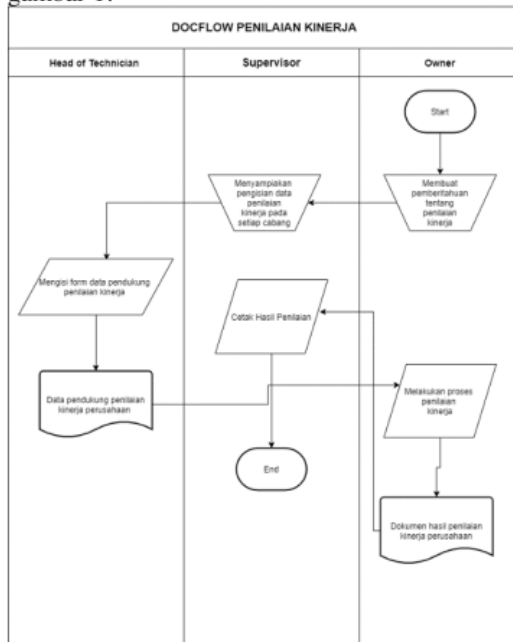 gambar 1.
DOCFLOW PENILAIAN KINERJA
Head of Technician
Supervisor
Owner
Start
Menyampiakan
pengisian data
penilaian
kinerja pada
setiap cabang
Membuat
pemberitahuan
tentang
penilaian
kinerja
Mengisi form data pendukung
penilaian kinerja
Cetak Hasil Penilaian
Data pendukung penilaian
kinerja perusahaan
Melakukan proses
penilaian
kinerja
End
Dokumen hasil penilaian
kinerja perusahaan